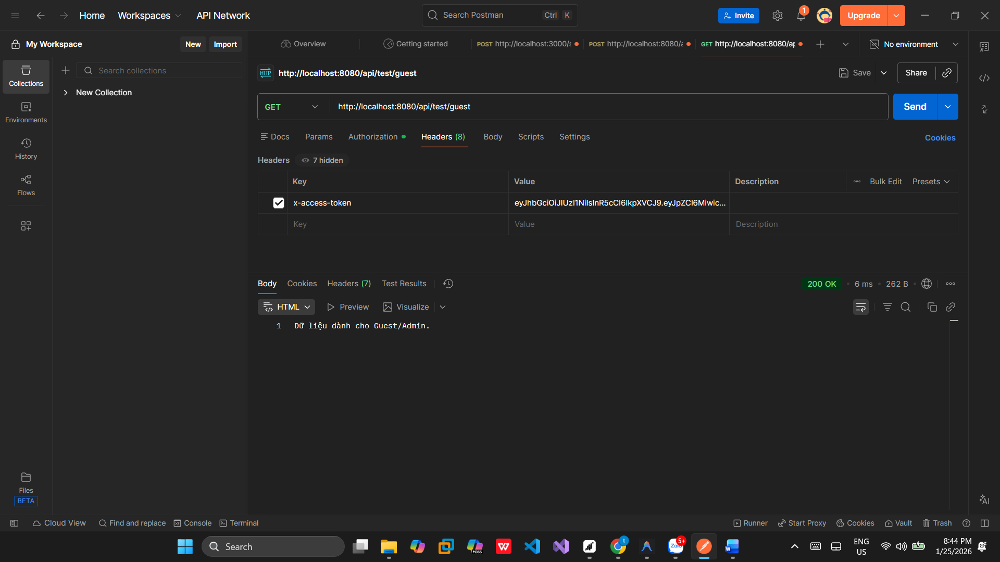 Home
Workspaces
API Network
Search Postman
Ctrl K
Invite
1
Upgrade
My Workspace
New
Import
Overview
Getting started
POST http://localhost:3000/s
POST http://localhost:8080/a
GET http://localhost:8080/ap
No environment
Collections
Search collections
New Collection
Environments
History
Flows
Files
BETA
HTTP
http://localhost:8080/api/test/guest
Save
Share
GET
http://localhost:8080/api/test/guest
Send
Docs
Params
Authorization
Headers (8)
Body
Scripts
Settings
Cookies
Headers
7 hidden
Key
Value
Description
Bulk Edit
Presets
x-access-token
eyJhbGciOiJIUzI1NiIsInR5cCI6IkpXVCJ9.eyJpZCI6Miwic...
Key
Value
Description
Body
Cookies
Headers (7)
Test Results
200 OK
6 ms
262 B
HTML
Preview
Visualize
1 Dữ liệu dành cho Guest/Admin.
AI
Cloud View
Find and replace
Console
Terminal
Runner
Start Proxy
Cookies
Vault
Trash
Search
M365
W
t
Zalo
5+
W
ENG
US
8:44 PM
1/25/2026